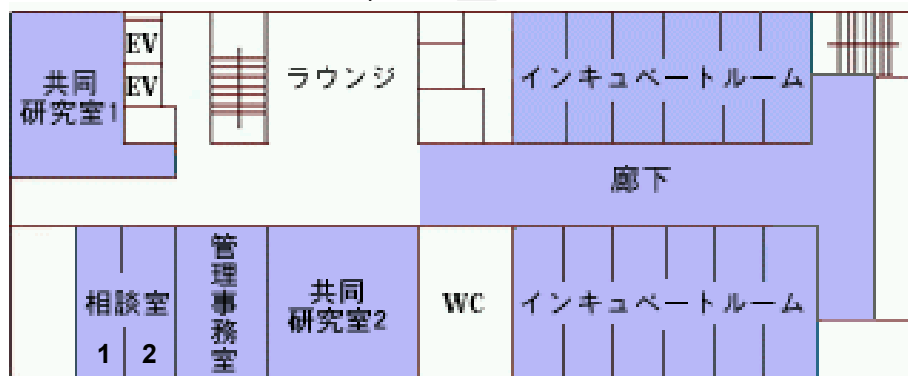 EV
EV
共同
研究室1
ラウンジ
インキュベートルーム
廊下
相談室
1 2
管理事務室
共同
研究室2
WC
インキュベートルーム